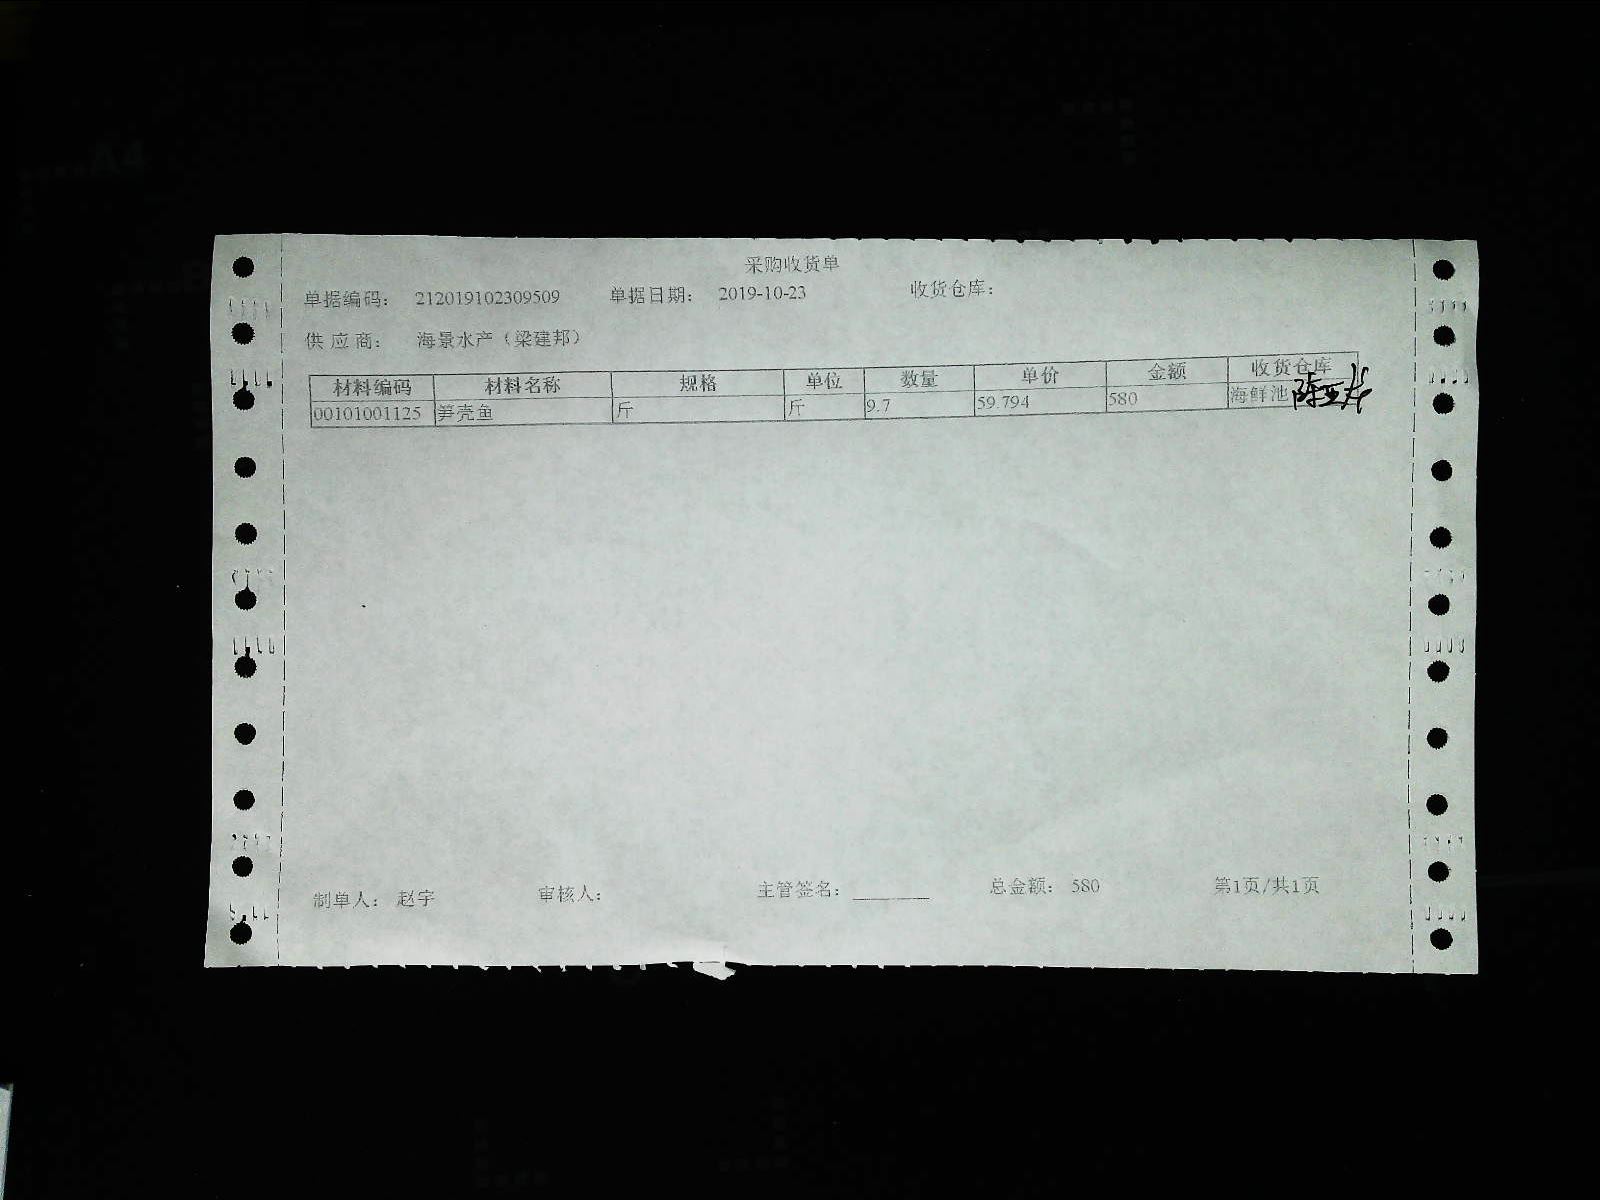 采购收货单
单据编码： 212019102309509 单据日期： 2019-10-23 收货仓库：
供 应 商： 海景水产（梁建邦）
材料编码 材料名称 规格 单位 数量 单价 金额 收货仓库
00101001125 笋壳鱼 斤 斤 9.7 59.794 580 海鲜池
制单人： 赵宇 审核人： 主管签名： 总金额： 580 第1页/共1页